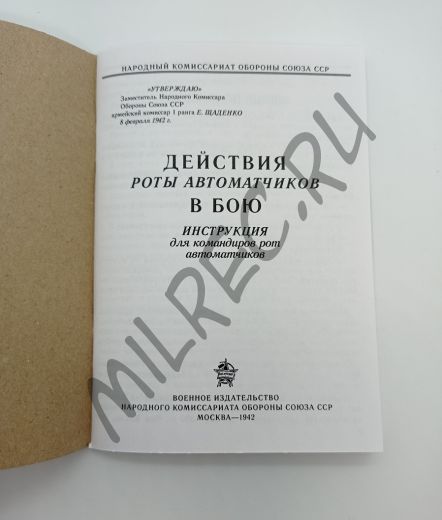 НАРОДНЫЙ КОМИССАРИАТ ОБОРОНЫ СОЮЗА ССР
«УТВЕРЖДАЮ»
Заместитель Народного Комиссара
Обороны Союза ССР
армейский комиссар 1 ранга Е. ЩАДЕНКО
8 февраля 1942 г.
ДЕЙСТВИЯ
РОТЫ АВТОМАТЧИКОВ
В БОЮ
ИНСТРУКЦИЯ
для командиров рот
автоматчиков
ВОЕННОЕ ИЗДАТЕЛЬСТВО
НАРОДНОГО КОМИССАРИАТА ОБОРОНЫ СОЮЗА ССР
МОСКВА—1942
MILREC.RU